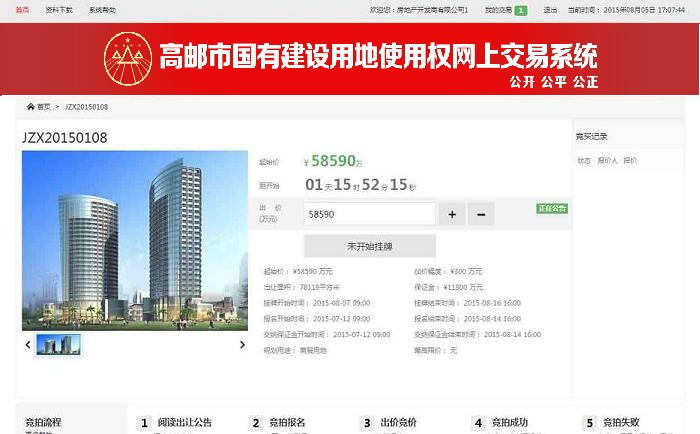 首页 资料下载 系统帮助 欢迎您：房地产开发商有限公司1 我的交易 1 退出 当前时间： 2015年08月05日 17:07:44
高邮市国有建设用地使用权网上交易系统
公开 公平 公正
首页 > JZX20150108
JZX20150108
竞买记录
状态 报价人 报价
起始价 ¥ 58590万
距开始 01天15时52分15秒
出 价 58590 + - 正在公告
(万元)
未开始挂牌
起始价： ¥58590 万元 加价幅度： ¥300 万元
出让面积： 78119平方米 保证金： ¥11800 万元
挂牌开始时间： 2015-08-07 09:00 挂牌结束时间： 2015-08-16 16:00
报名开始时间： 2015-07-12 09:00 报名结束时间： 2015-08-14 16:00
交纳保证金开始时间： 2015-07-12 09:00 交纳保证金结束时间： 2015-08-14 16:00
规划用途： 商服用地 最高限价： 无
竞拍流程 1 阅读出让公告 2 竞拍报名 3 出价竞价 4 竞拍成功 5 竞拍失败